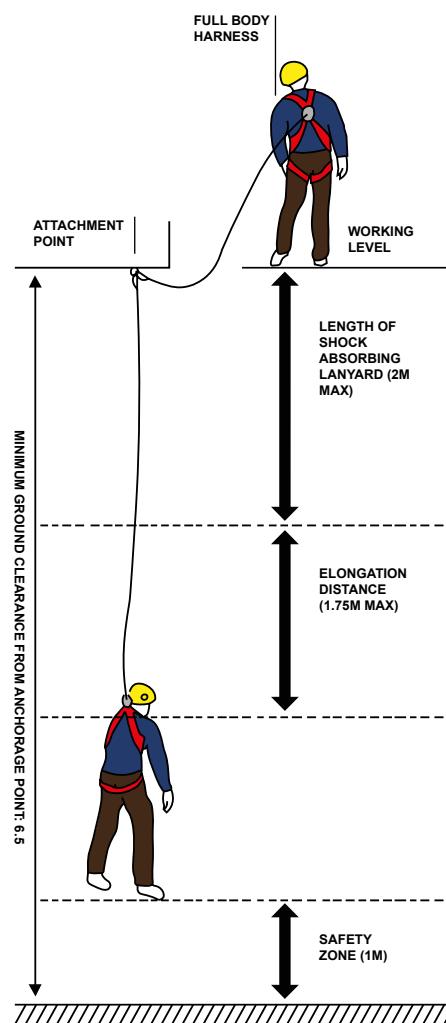 FULL BODY
HARNESS
ATTACHMENT
POINT
WORKING
LEVEL
LENGTH OF
SHOCK
ABSORBING
LANYARD (2M
MAX)
MINIMUM GROUND CLEARANCE FROM ANCHORAGE POINT: 6.5
ELONGATION
DISTANCE
(1.75M MAX)
SAFETY
ZONE (1M)